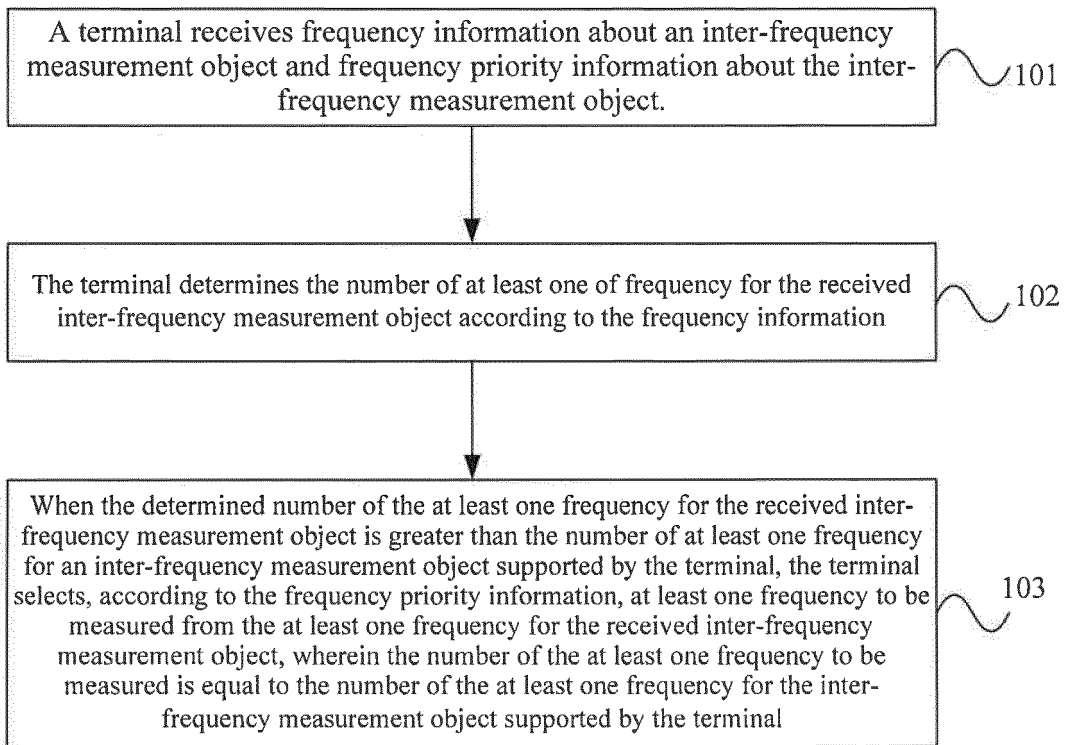 A terminal receives frequency information about an inter-frequency
measurement object and frequency priority information about the inter-
frequency measurement object.
101
The terminal determines the number of at least one of frequency for the received
inter-frequency measurement object according to the frequency information
102
When the determined number of the at least one frequency for the received inter-
frequency measurement object is greater than the number of at least one frequency
for an inter-frequency measurement object supported by the terminal, the terminal
selects, according to the frequency priority information, at least one frequency to be
measured from the at least one frequency for the received inter-frequency
measurement object, wherein the number of the at least one frequency to be
measured is equal to the number of the at least one frequency for the inter-
frequency measurement object supported by the terminal
103